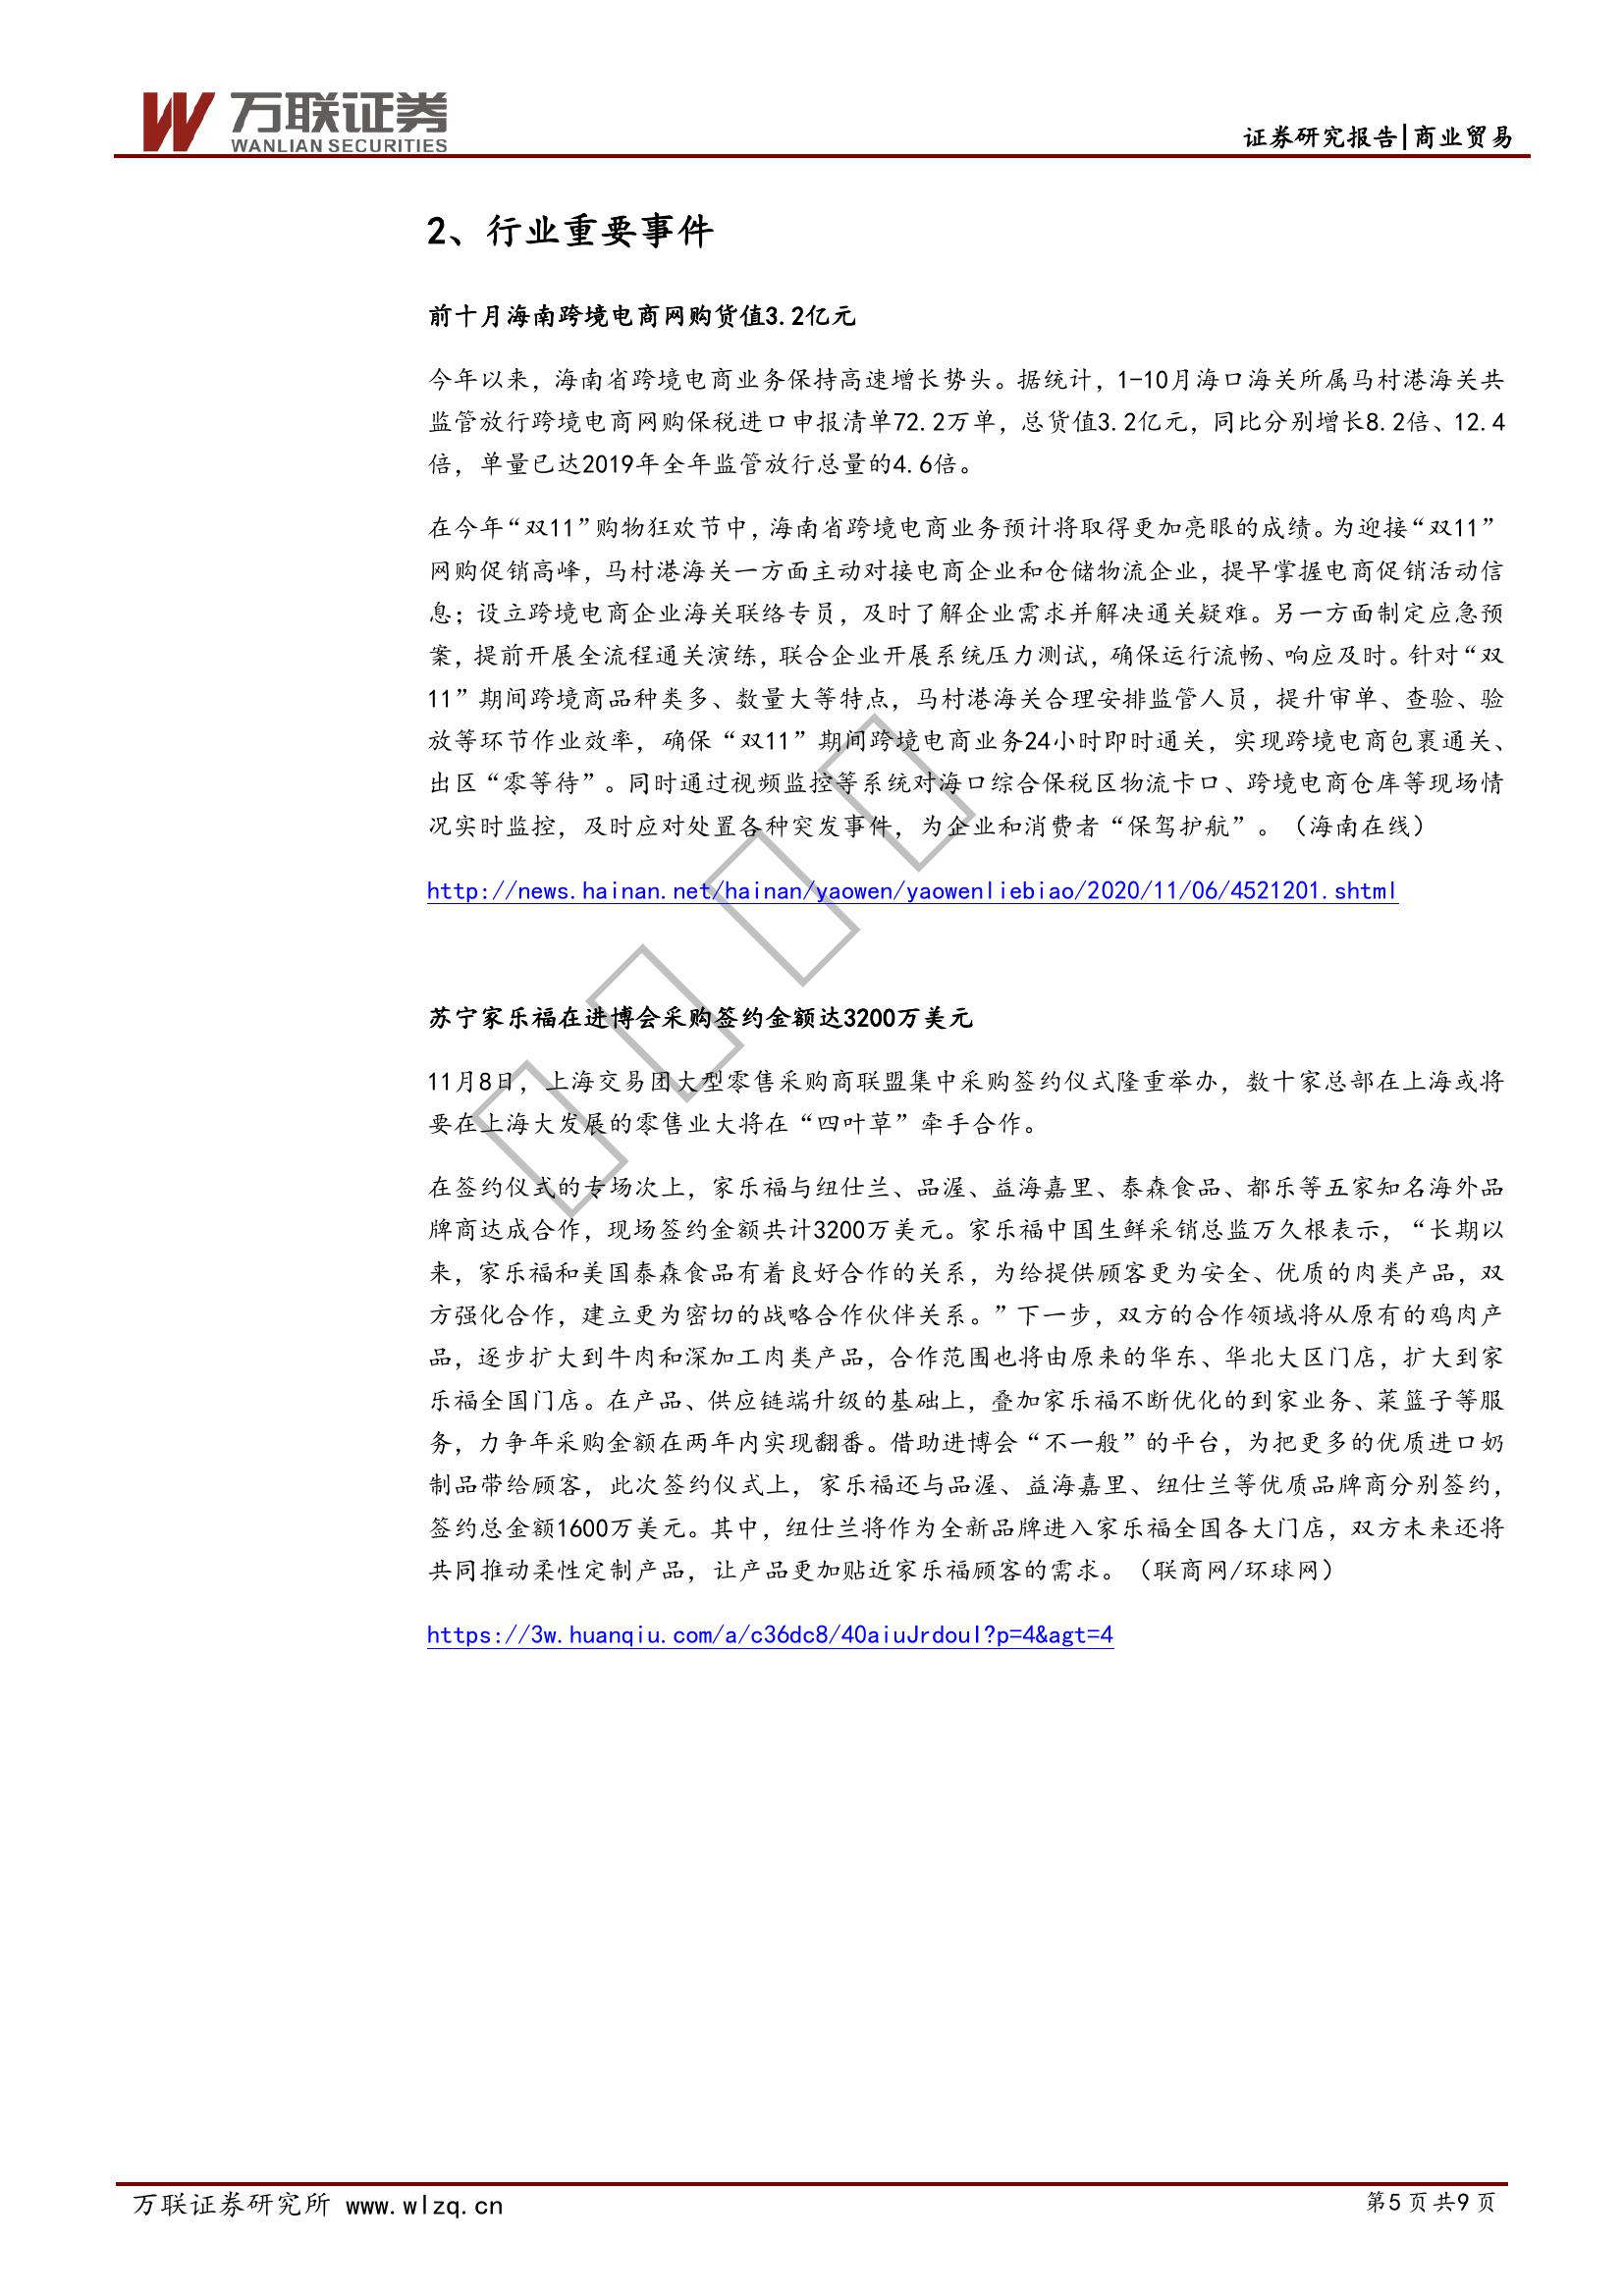 万联证券
WANLIAN SECURITIES
证券研究报告|商业贸易
2、行业重要事件
前十月海南跨境电商网购货值3.2亿元
今年以来，海南省跨境电商业务保持高速增长势头。据统计，1-10月海口海关所属马村港海关共
监管放行跨境电商网购保税进口申报清单72.2万单，总货值3.2亿元，同比分别增长8.2倍、12.4
倍，单量已达2019年全年监管放行总量的4.6倍。
在今年“双11”购物狂欢节中，海南省跨境电商业务预计将取得更加亮眼的成绩。为迎接“双11”
网购促销高峰，马村港海关一方面主动对接电商企业和仓储物流企业，提早掌握电商促销活动信
息；设立跨境电商企业海关联络专员，及时了解企业需求并解决通关疑难。另一方面制定应急预
案，提前开展全流程通关演练，联合企业开展系统压力测试，确保运行流畅、响应及时。针对“双
11”期间跨境商品种类多、数量大等特点，马村港海关合理安排监管人员，提升审单、查验、验
放等环节作业效率，确保“双11”期间跨境电商业务24小时即时通关，实现跨境电商包裹通关、
出区“零等待”。同时通过视频监控等系统对海口综合保税区物流卡口、跨境电商仓库等现场情
况实时监控，及时应对处置各种突发事件，为企业和消费者“保驾护航”。（海南在线）
http://news.hainan.net/hainan/yaowen/yaowenliebiao/2020/11/06/4521201.shtml
苏宁家乐福在进博会采购签约金额达3200万美元
11月8日，上海交易团大型零售采购商联盟集中采购签约仪式隆重举办，数十家总部在上海或将
要在上海大发展的零售业大将在“四叶草”牵手合作。
在签约仪式的专场次上，家乐福与纽仕兰、品渥、益海嘉里、泰森食品、都乐等五家知名海外品
牌商达成合作，现场签约金额共计3200万美元。家乐福中国生鲜采销总监万久根表示，“长期以
来，家乐福和美国泰森食品有着良好合作的关系，为给提供顾客更为安全、优质的肉类产品，双
方强化合作，建立更为密切的战略合作伙伴关系。”下一步，双方的合作领域将从原有的鸡肉产
品，逐步扩大到牛肉和深加工肉类产品，合作范围也将由原来的华东、华北大区门店，扩大到家
乐福全国门店。在产品、供应链端升级的基础上，叠加家乐福不断优化的到家业务、菜篮子等服
务，力争年采购金额在两年内实现翻番。借助进博会“不一般”的平台，为把更多的优质进口奶
制品带给顾客，此次签约仪式上，家乐福还与品渥、益海嘉里、纽仕兰等优质品牌商分别签约，
签约总金额1600万美元。其中，纽仕兰将作为全新品牌进入家乐福全国各大门店，双方未来还将
共同推动柔性定制产品，让产品更加贴近家乐福顾客的需求。（联商网/环球网）
https://3w.huanqiu.com/a/c36dc8/40aiuJrdoul?p=4&agt=4
万联证券研究所 www.wlzq.cn
第5页共9页